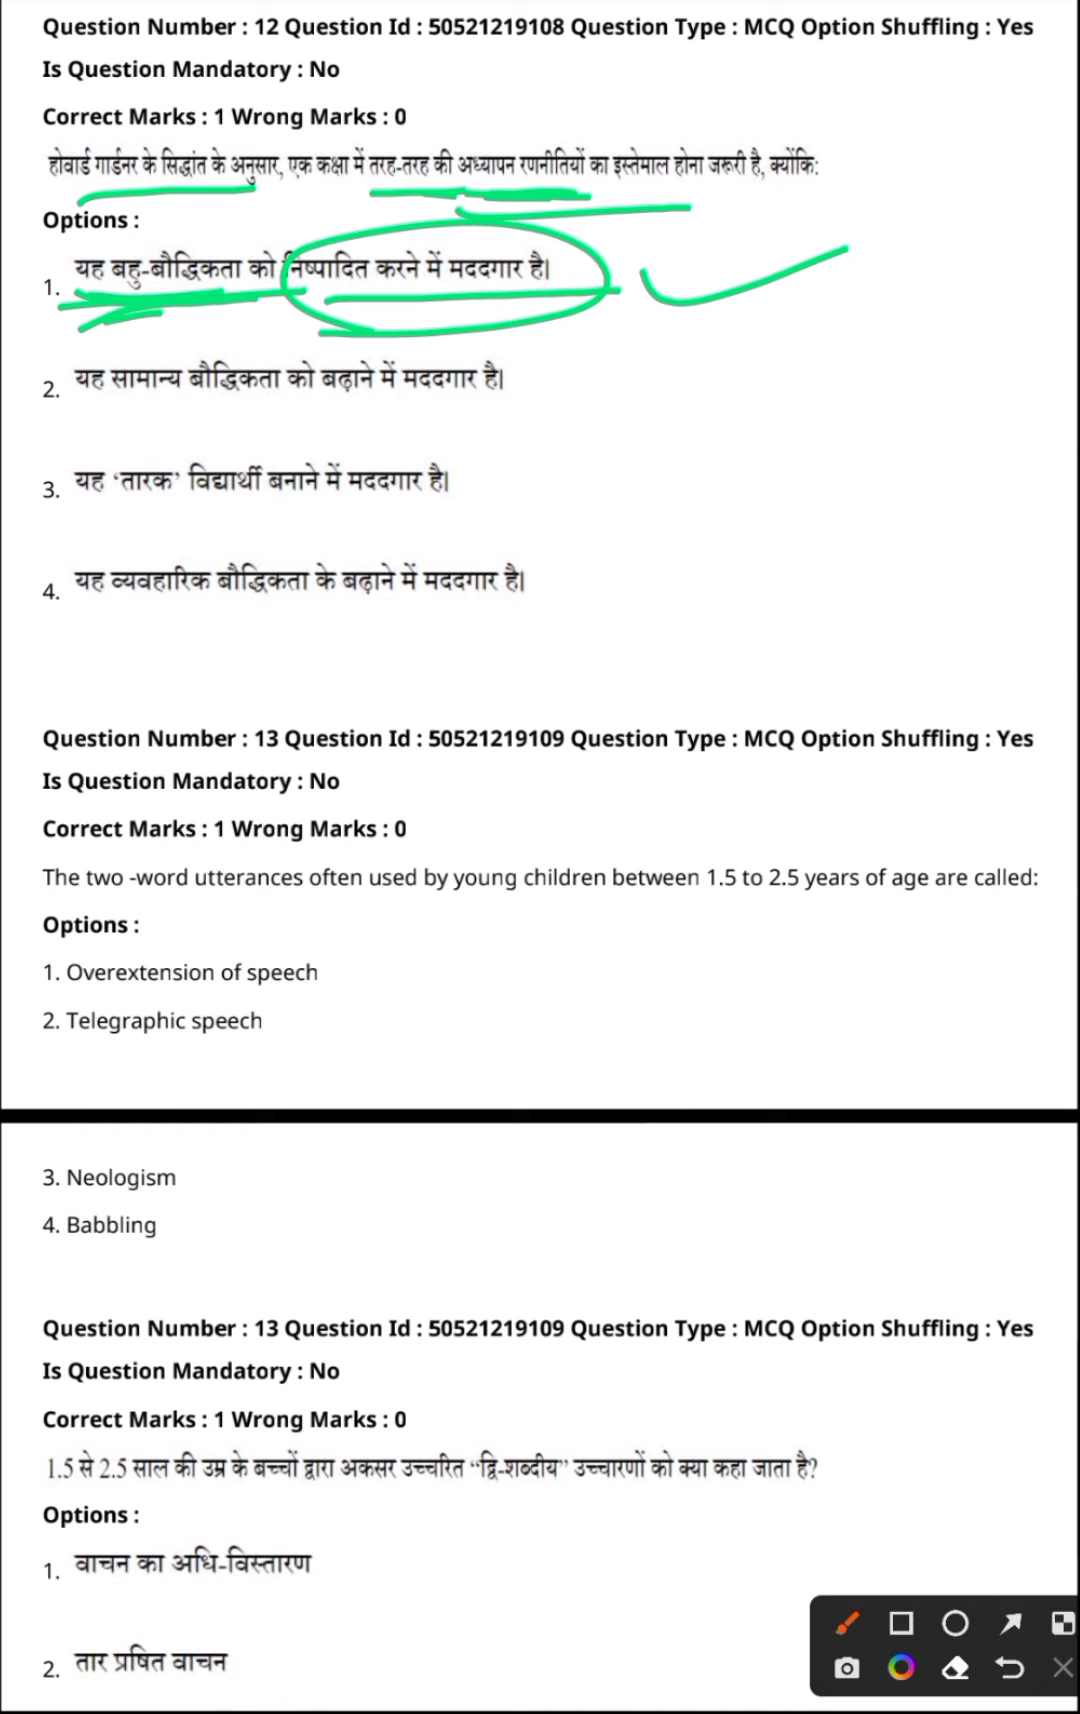 Question Number : 12 Question Id : 50521219108 Question Type : MCQ Option Shuffling : Yes
Is Question Mandatory : No
Correct Marks : 1 Wrong Marks : 0
होवार्ड गार्डनर के सिद्धांत के अनुसार, एक कक्षा में तरह-तरह की अध्यापन रणनीतियों का इस्तेमाल होना जरूरी है, क्योंकि:
Options :
1. यह बहु-बौद्धिकता को निष्पादित करने में मददगार है।
2. यह सामान्य बौद्धिकता को बढ़ाने में मददगार है।
3. यह ‘तारक’ विद्यार्थी बनाने में मददगार है।
4. यह व्यवहारिक बौद्धिकता के बढ़ाने में मददगार है।
Question Number : 13 Question Id : 50521219109 Question Type : MCQ Option Shuffling : Yes
Is Question Mandatory : No
Correct Marks : 1 Wrong Marks : 0
The two -word utterances often used by young children between 1.5 to 2.5 years of age are called:
Options :
1. Overextension of speech
2. Telegraphic speech
3. Neologism
4. Babbling
Question Number : 13 Question Id : 50521219109 Question Type : MCQ Option Shuffling : Yes
Is Question Mandatory : No
Correct Marks : 1 Wrong Marks : 0
1.5 से 2.5 साल की उम्र के बच्चों द्वारा अकसर उच्चरित “द्वि-शब्दीय” उच्चारणों को क्या कहा जाता है?
Options :
1. वाचन का अधि-विस्तारण
2. तार प्रषित वाचन